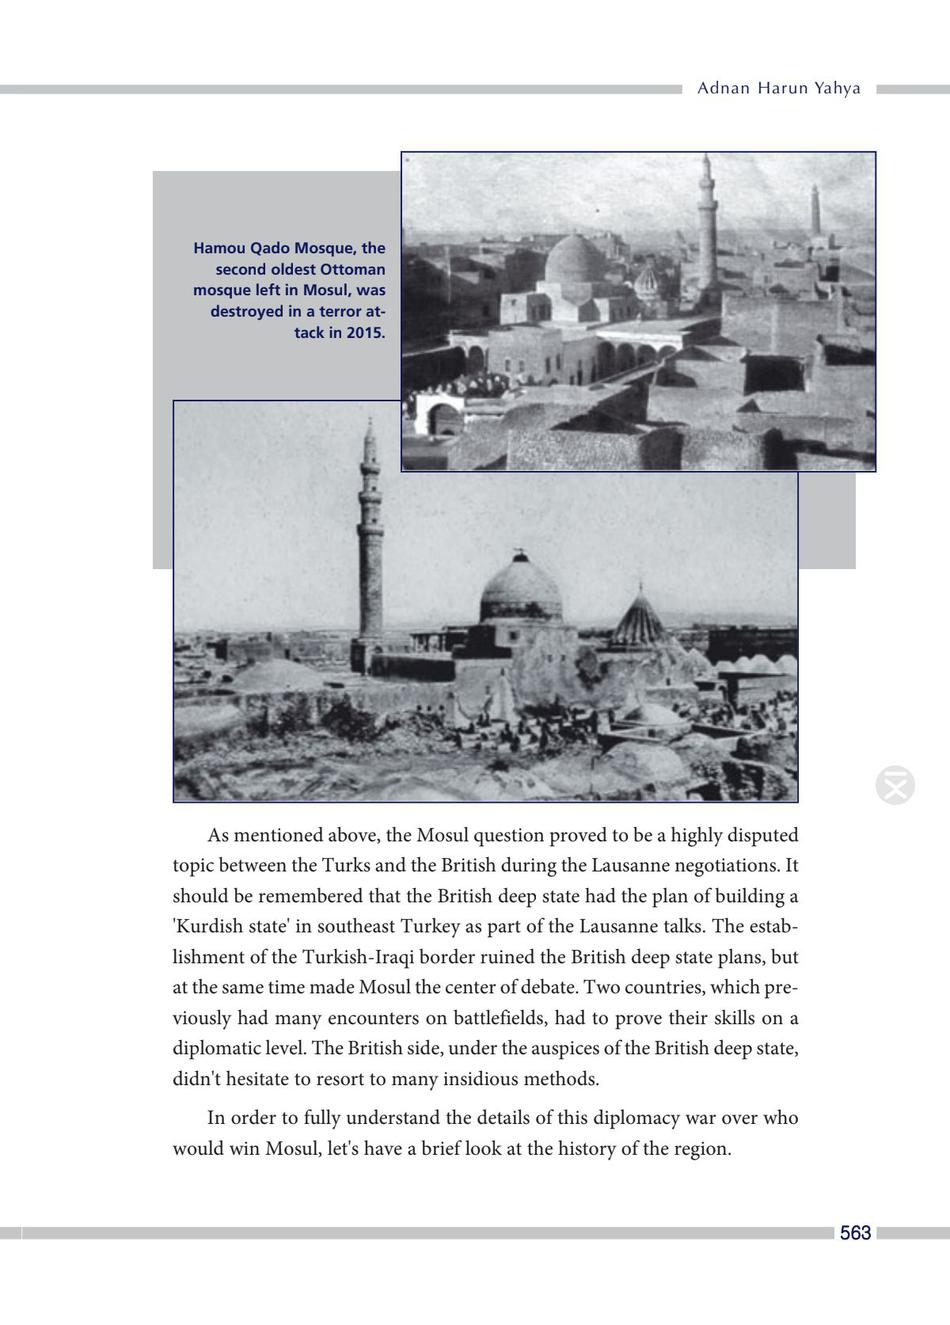 Adnan Harun Yahya
Hamou Qado Mosque, the
second oldest Ottoman
mosque left in Mosul, was
destroyed in a terror at-
tack in 2015.
As mentioned above, the Mosul question proved to be a highly disputed
topic between the Turks and the British during the Lausanne negotiations. It
should be remembered that the British deep state had the plan of building a
'Kurdish state' in southeast Turkey as part of the Lausanne talks. The estab-
lishment of the Turkish-Iraqi border ruined the British deep state plans, but
at the same time made Mosul the center of debate. Two countries, which pre-
viously had many encounters on battlefields, had to prove their skills on a
diplomatic level. The British side, under the auspices of the British deep state,
didn't hesitate to resort to many insidious methods.
In order to fully understand the details of this diplomacy war over who
would win Mosul, let's have a brief look at the history of the region.
563